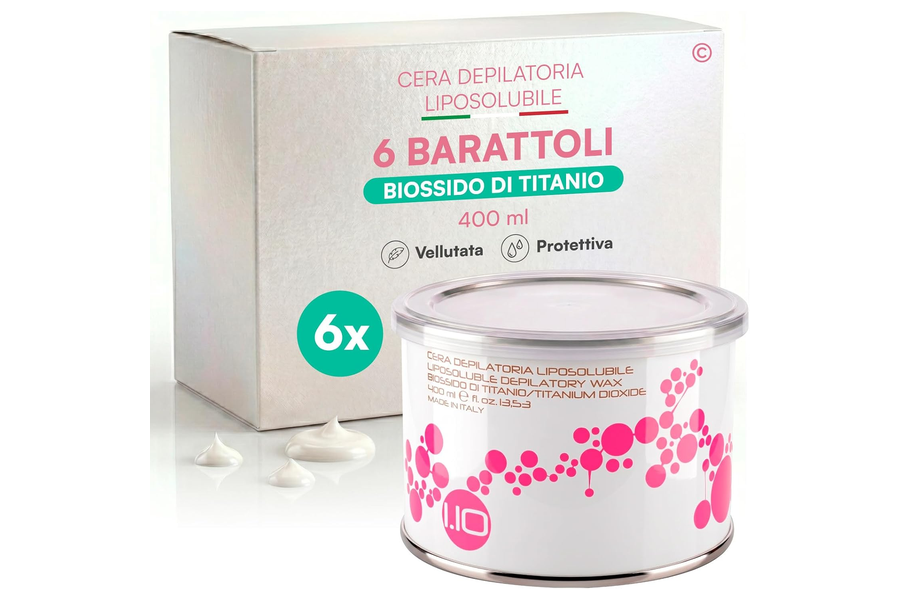 ©
CERA DEPILATORIA
LIPOSOLUBILE
6 BARATTOLI
BIOSSIDO DI TITANIO
400 ml
Vellutata
Protettiva
6x
CERA DEPILATORIA LIPOSOLUBILE
LIPOSOLUBLE DEPILATORY WAX
BIOSSIDO DI TITANIO/TITANIUM DIOXIDE
400 ml ℮ fl. oz. 13,53
MADE IN ITALY
1.10